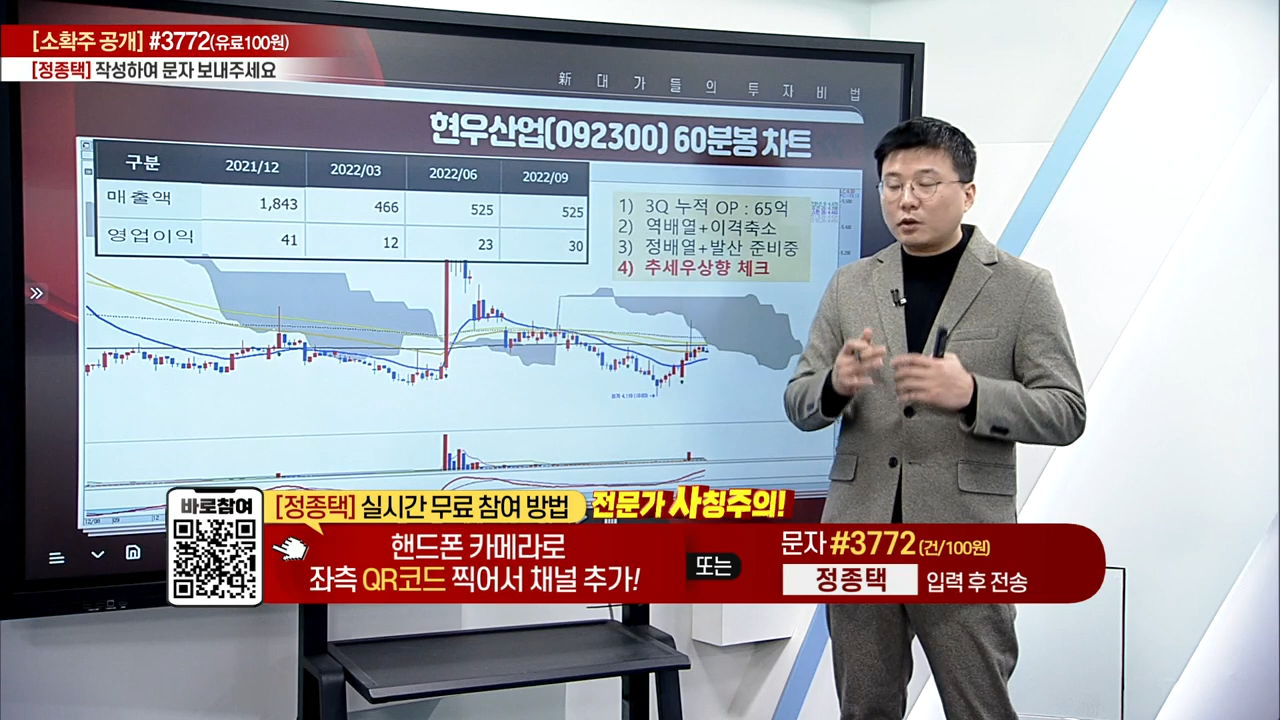 [소확주 공개] #3772(유료100원)
[정종택] 작성하여 문자 보내주세요
新 대 가 들 의 투 자 비 법
현우산업(092300) 60분봉 차트
구분 2021/12 2022/03 2022/06 2022/09
매출액 1,843 466 525 525
영업이익 41 12 23 30
1) 3Q 누적 OP : 65억
2) 역배열+이격축소
3) 정배열+발산 준비중
4) 추세우상향 체크
바로참여
[정종택] 실시간 무료 참여 방법
전문가 사칭주의!
핸드폰 카메라로
좌측 QR코드 찍어서 채널 추가!
또는
문자 #3772 (건/100원)
정종택 입력 후 전송